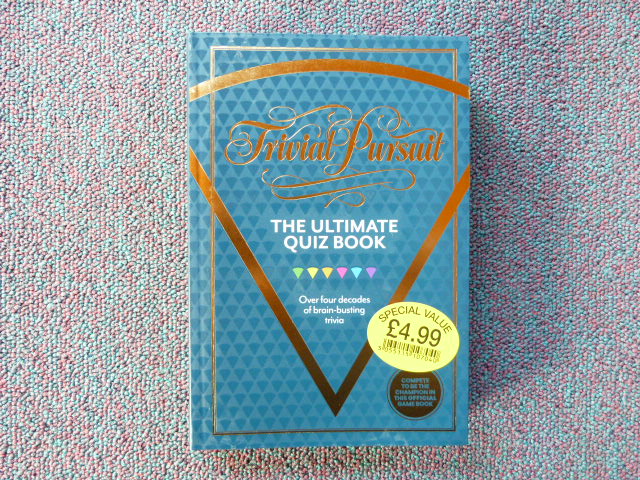 Trivial Pursuit
THE ULTIMATE
QUIZ BOOK
Over four decades
of brain-busting
trivia
SPECIAL VALUE
£4.99
COMPETE
TO BE THE
CHAMPION IN
THIS OFFICIAL
GAME BOOK